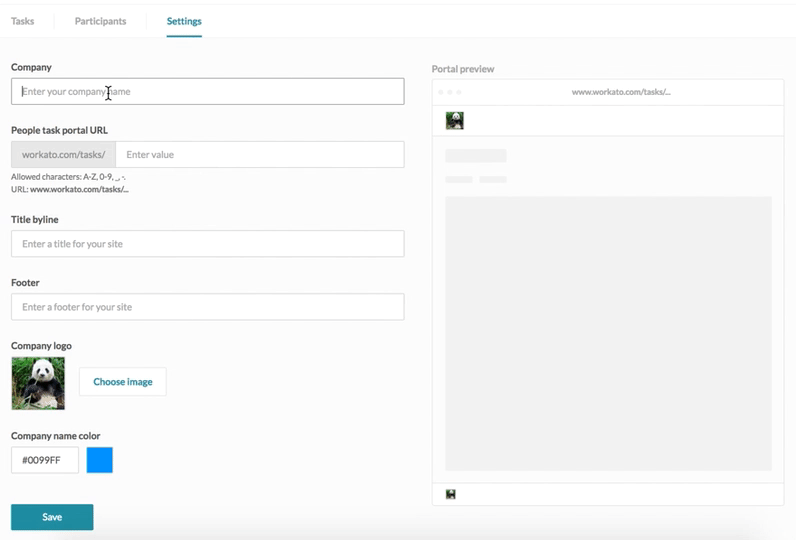 Tasks
Participants
Settings
Company
Enter your company name
People task portal URL
workato.com/tasks/
Enter value
Allowed characters: A-Z, 0-9, _, -.
URL: www.workato.com/tasks/...
Title byline
Enter a title for your site
Footer
Enter a footer for your site
Company logo
Choose image
Company name color
#0099FF
Save
Portal preview
www.workato.com/tasks/...